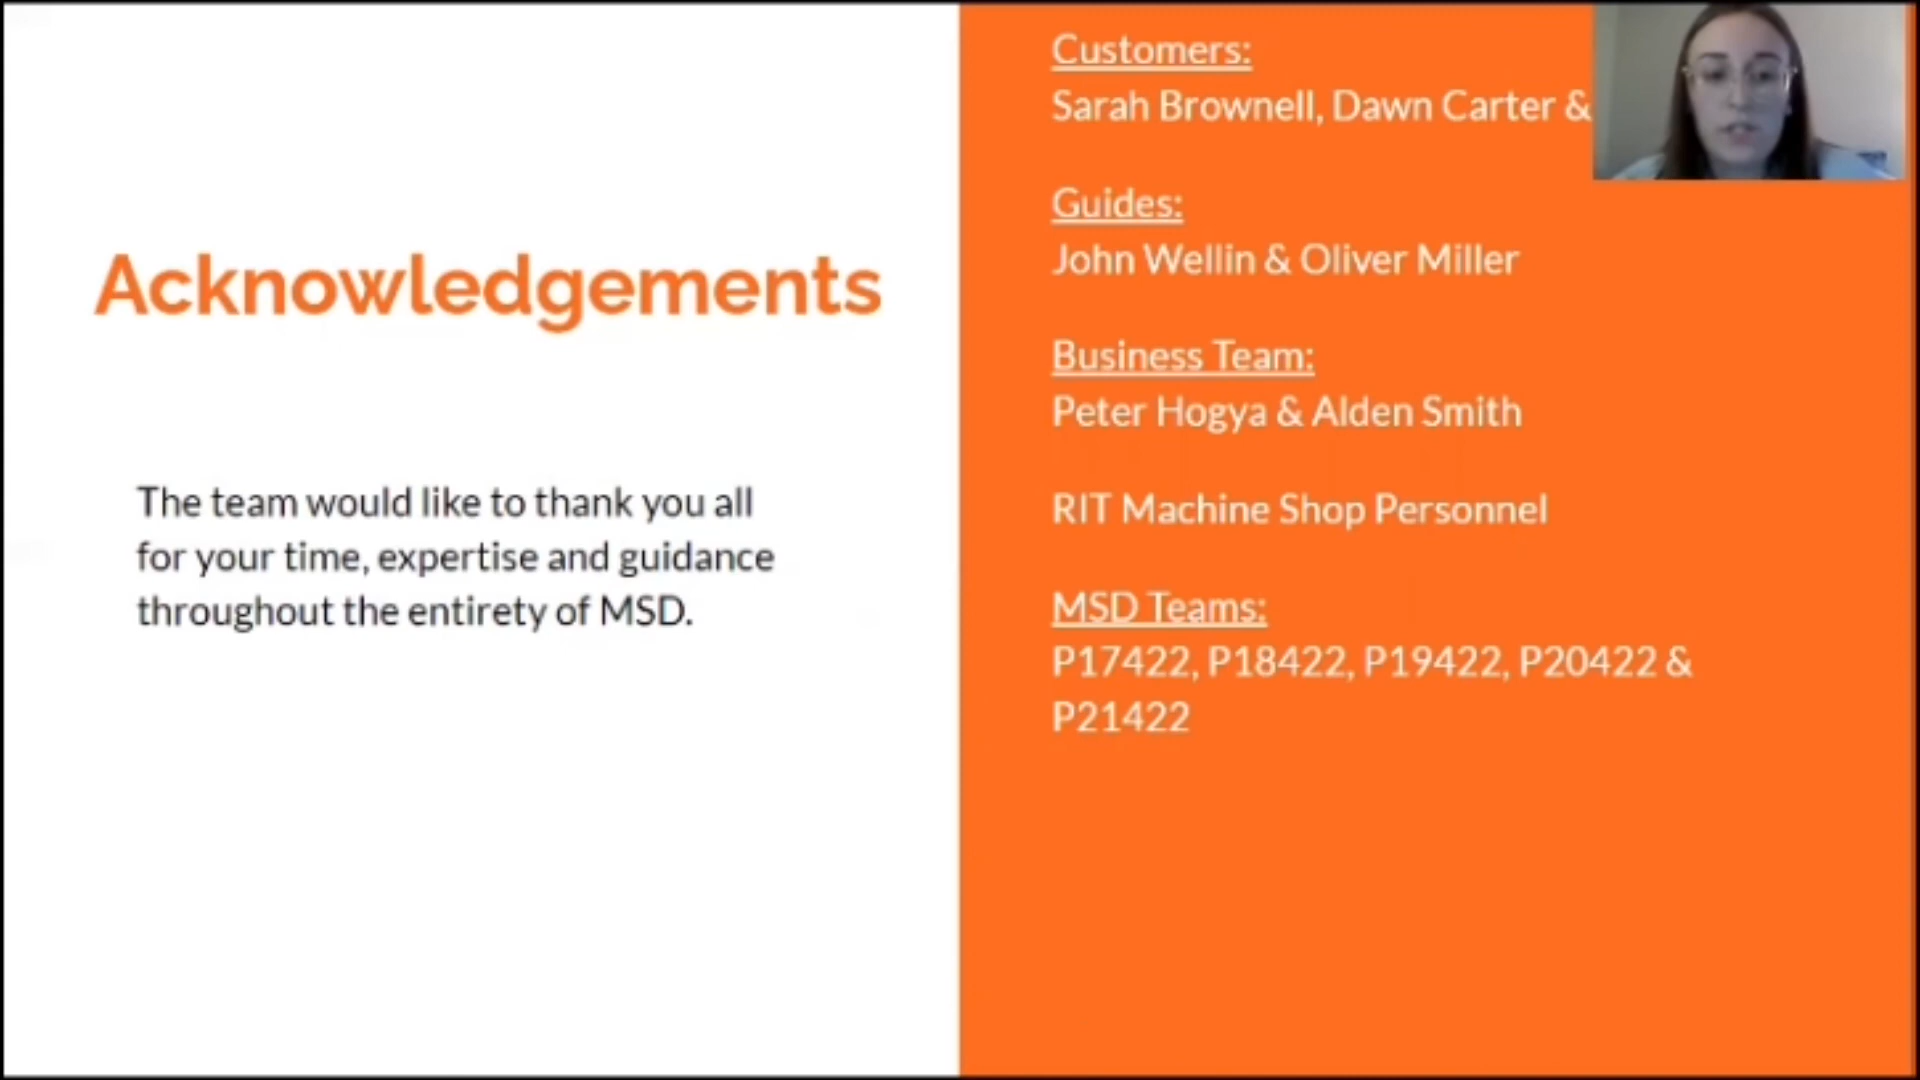 Acknowledgements
The team would like to thank you all
for your time, expertise and guidance
throughout the entirety of MSD.
Customers:
Sarah Brownell, Dawn Carter &
Guides:
John Wellin & Oliver Miller
Business Team:
Peter Hogya & Alden Smith
RIT Machine Shop Personnel
MSD Teams:
P17422, P18422, P19422, P20422 &
P21422